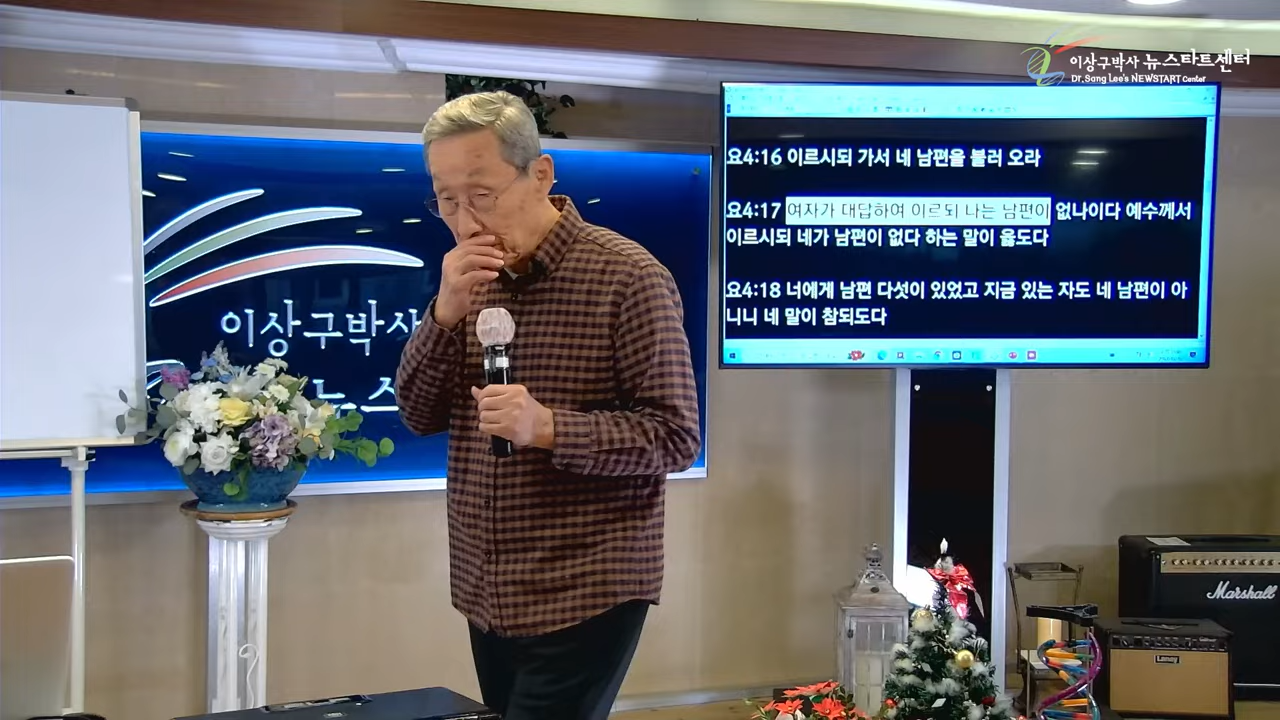 이상구박사 뉴스타트센터
Dr. Sang Lee's NEWSTART Center
요4:16 이르시되 가서 네 남편을 불러 오라
요4:17 여자가 대답하여 이르되 나는 남편이 없나이다 예수께서
이르시되 네가 남편이 없다 하는 말이 옳도다
요4:18 너에게 남편 다섯이 있었고 지금 있는 자도 네 남편이 아
니니 네 말이 참되도다
이상구박사
뉴스
Marshall
Laney